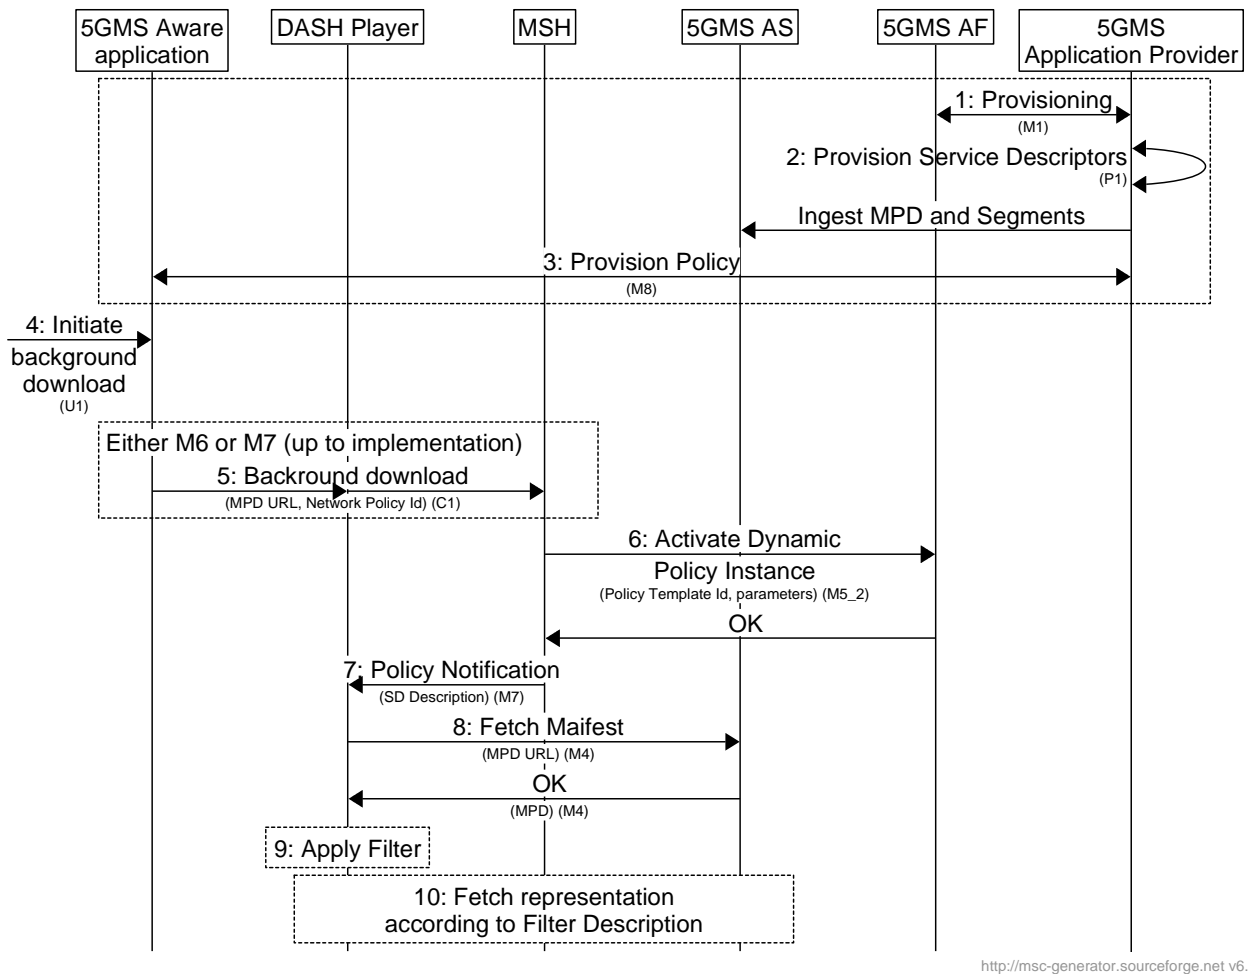 5GMS Aware
application
DASH Player
MSH
5GMS AS
5GMS AF
5GMS
Application Provider
1: Provisioning
(M1)
2: Provision Service Descriptors
(P1)
Ingest MPD and Segments
3: Provision Policy
(M8)
4: Initiate
background
download
(U1)
Either M6 or M7 (up to implementation)
5: Backround download
(MPD URL, Network Policy Id) (C1)
6: Activate Dynamic
Policy Instance
(Policy Template Id, parameters) (M5_2)
OK
7: Policy Notification
(SD Description) (M7)
8: Fetch Maifest
(MPD URL) (M4)
OK
(MPD) (M4)
9: Apply Filter
10: Fetch representation
according to Filter Description
http://msc-generator.sourceforge.net v6.